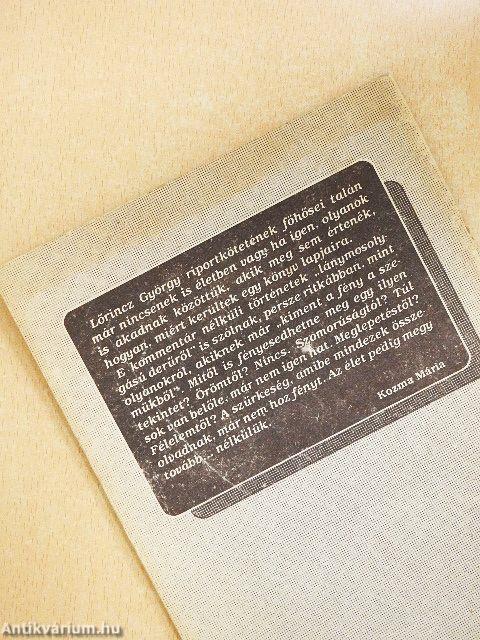 Lőrincz György riportkötetének főhősei talán
már nincsenek is életben vagy ha igen, olyanok
is akadnak közöttük, akik meg sem értenék,
hogyan, miért kerültek egy könyv lapjaira.
E kommentár nélküli történetek „lánymosoly-
gású derűről" is szólnak, persze ritkábban, mint
olyanokról, akiknek már „kiment a fény a sze-
mükből". Mitől is fényesedhetne meg egy ilyen
tekintet? Örömtől? Nincs. Szomorúságtól? Túl
sok van belőle, már nem igen hat. Meglepetéstől?
Félelemtől? A szürkeség, amibe mindezek össze
olvadnak, már nem hoz fényt. Az élet pedig megy
tovább... nélkülük.
Kozma Mária
Antikvárium.hu